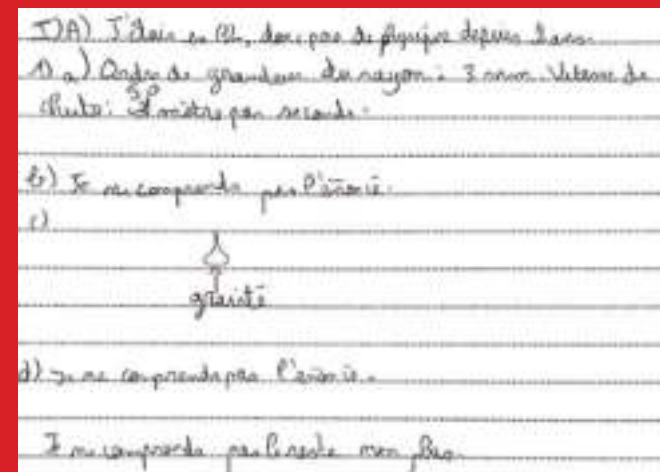 I)A) J'étais en BL, donc pas de physique depuis 2 ans.
1) a) Ordre de grandeur du rayon : 3 mm. Vitesse de
chute : mètre par seconde.
b) Je ne comprends pas l'énoncé.
c)
gravité
d) Je ne comprends pas l'énoncé.
Je ne comprends pas le reste non plus.